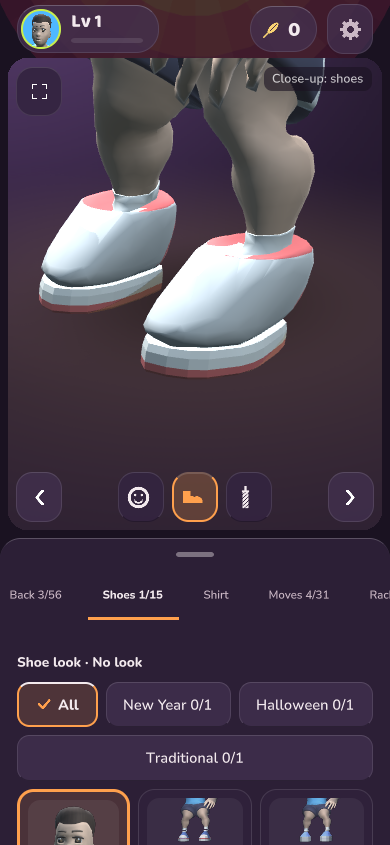 Lv 1
0
Close-up: shoes
Back 3/56
Shoes 1/15
Shirt
Moves 4/31
Shoe look · No look
All
New Year 0/1
Halloween 0/1
Traditional 0/1